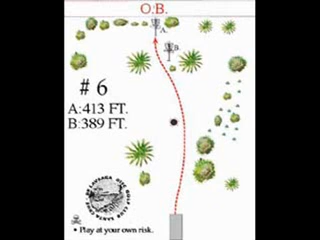 O.B.
A.
B
# 6
A:413 FT.
B:389 FT.
• Play at your own risk.